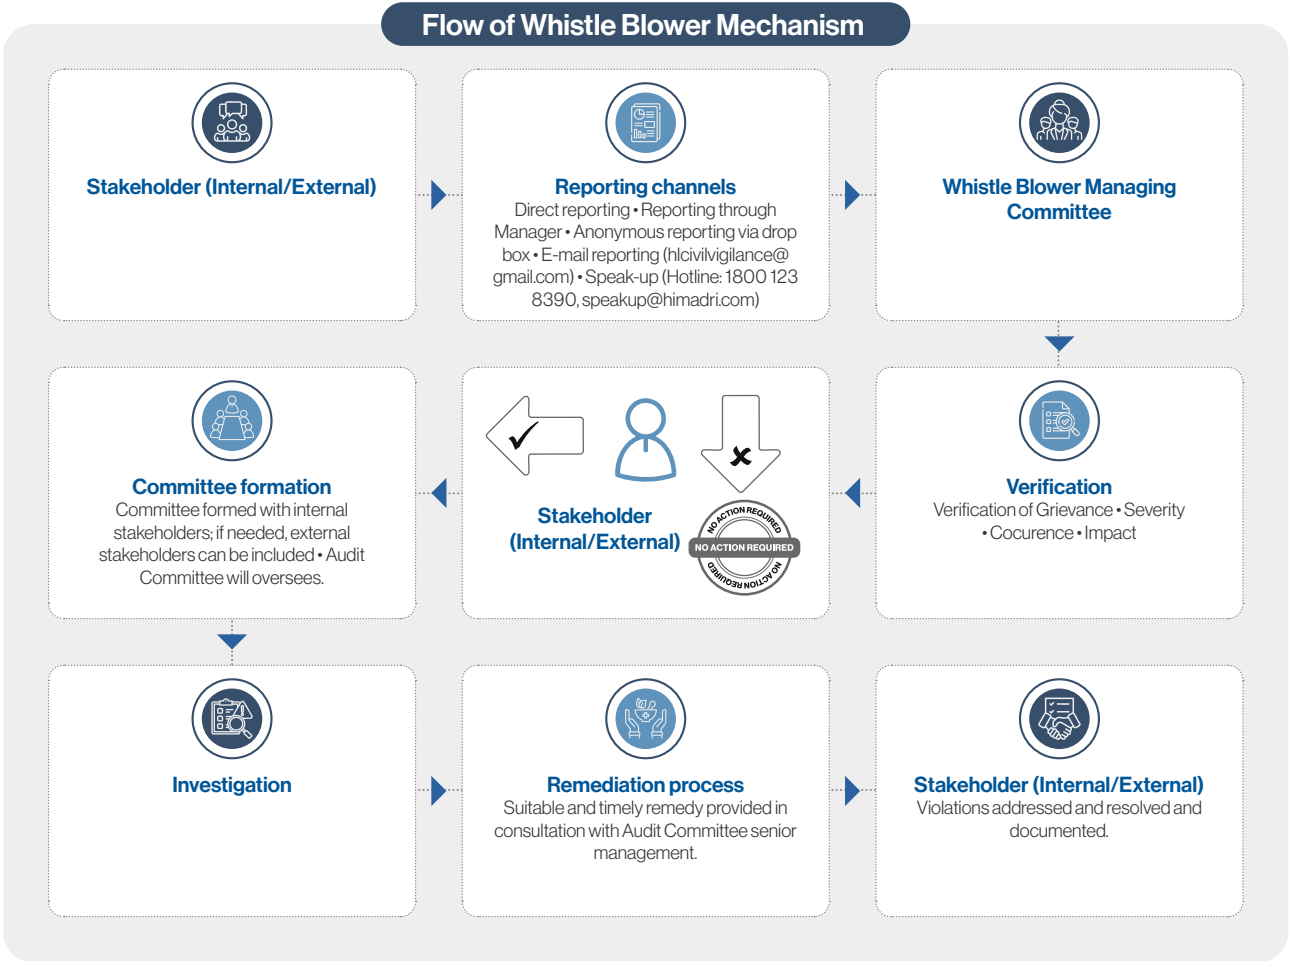 Flow of Whistle Blower Mechanism
Stakeholder (Internal/External)
Reporting channels
Direct reporting • Reporting through
Manager • Anonymous reporting via drop
box • E-mail reporting (hlcivilvigilance@
gmail.com) • Speak-up (Hotline: 1800 123
8390, speakup@himadri.com)
Whistle Blower Managing
Committee
Committee formation
Committee formed with internal
stakeholders; if needed, external
stakeholders can be included • Audit
Committee will oversees.
Stakeholder
(Internal/External)
NO ACTION REQUIRED
NO ACTION REQUIRED
NO ACTION REQUIRED
Verification
Verification of Grievance • Severity
• Cocurence • Impact
Investigation
Remediation process
Suitable and timely remedy provided in
consultation with Audit Committee senior
management.
Stakeholder (Internal/External)
Violations addressed and resolved and
documented.